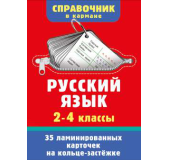 СПРАВОЧНИК
в кармане
РУССКИЙ
ЯЗЫК
2-4 классы
35 ламинированных
карточек
на кольце-застёжке